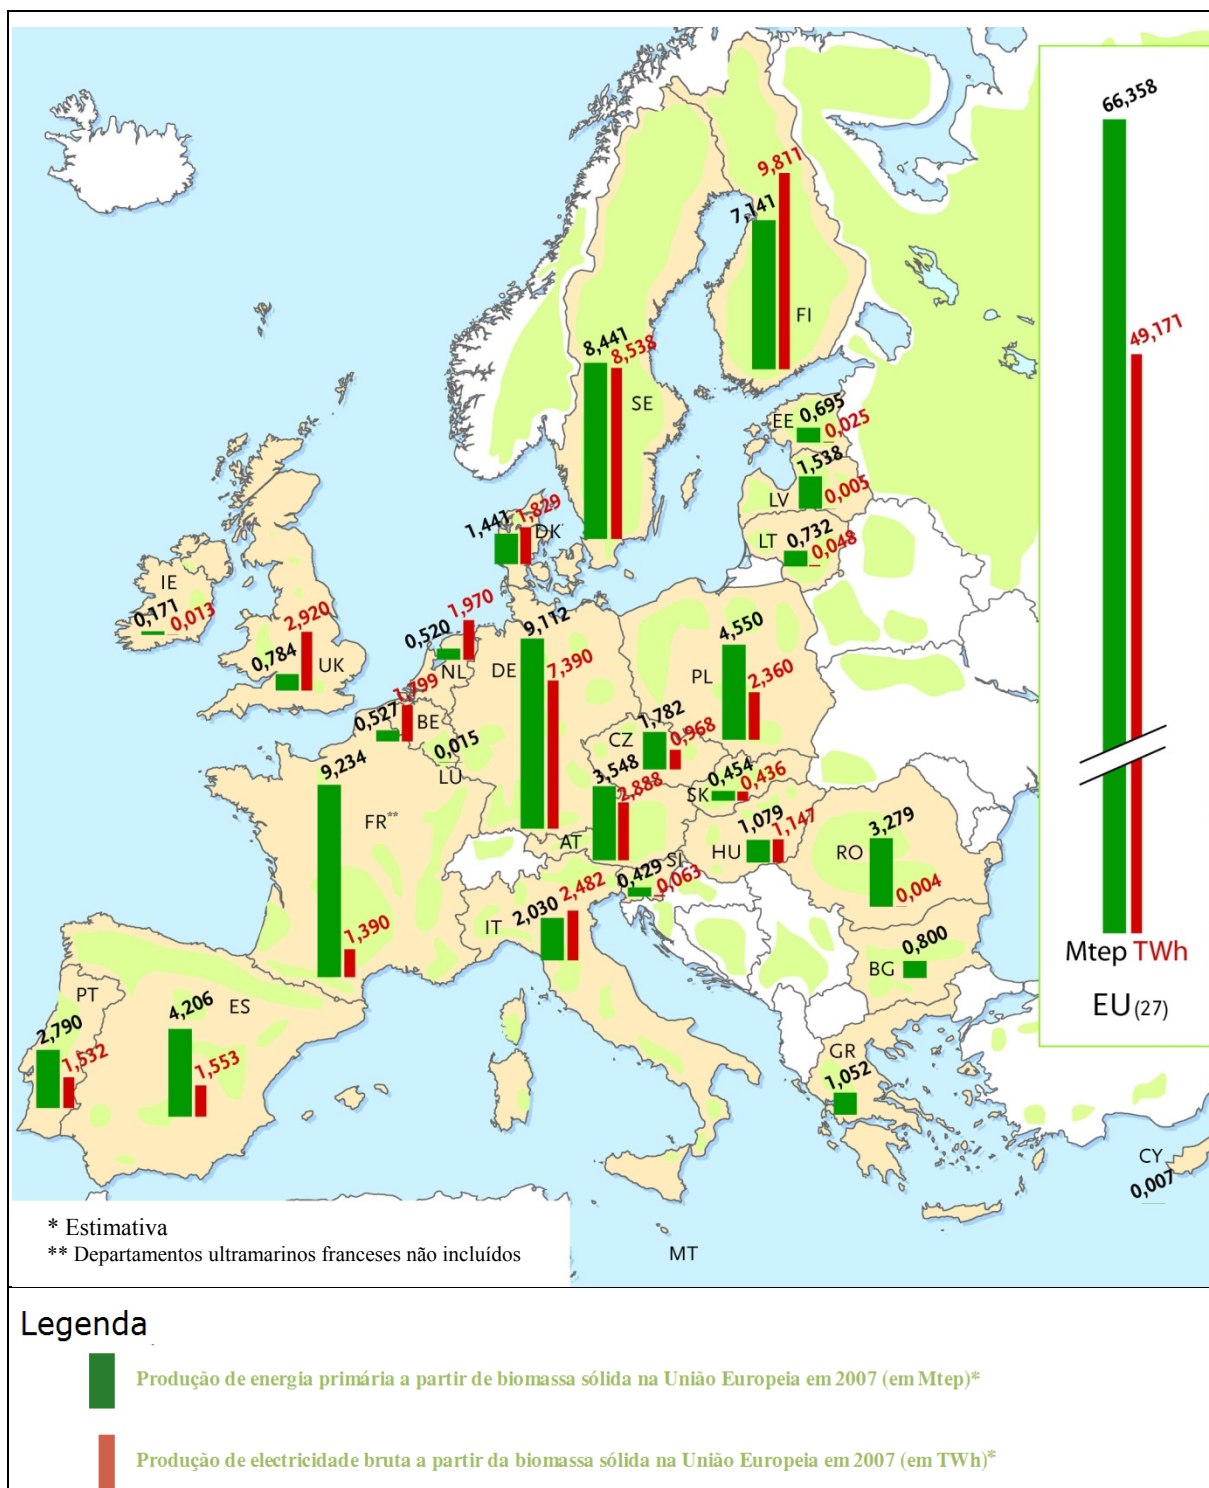 66,358
9,811
7,141
FI
49,171
8,441
8,538
SE
0,695
EE
0,025
1,538
LV
0,005
LT
0,732
0,048
1,441
1,829
DK
IE
0,171
0,013
2,920
0,784
UK
1,970
0,520
NL
9,112
DE
7,390
4,550
PL
2,360
1,799
0,527
BE
0,015
LU
1,782
CZ
0,968
3,548
2,888
AT
0,454
SK
0,436
9,234
FR**
1,390
1,079
1,147
HU
3,279
RO
0,004
SI
0,429
0,063
2,482
2,030
IT
0,800
BG
Mtep TWh
EU (27)
PT
2,790
1,532
4,206
ES
1,553
GR
1,052
CY
0,007
MT
* Estimativa
** Departamentos ultramarinos franceses não incluídos
Legenda
Produção de energia primária a partir de biomassa sólida na União Europeia em 2007 (em Mtep)*
Produção de electricidade bruta a partir da biomassa sólida na União Europeia em 2007 (em TWh)*